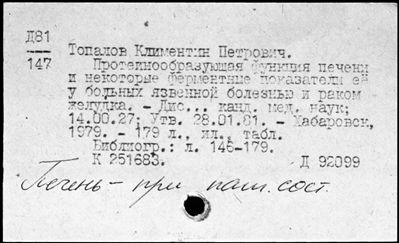 Д81
147
Топалов Климентин Петрович.
Протеинообразующая функция печени
и некоторые ферментные показатели её
у больных язвенной болезнью и раком
желудка. - Дис... канд. мед. наук;
14.00.27; Утв. 28.01.81. - Хабаровск,
1979. - 179 л., ил., табл.
Библиогр.: л. 146-179.
К 251683. Д 92099
Печень - при пат. сост.